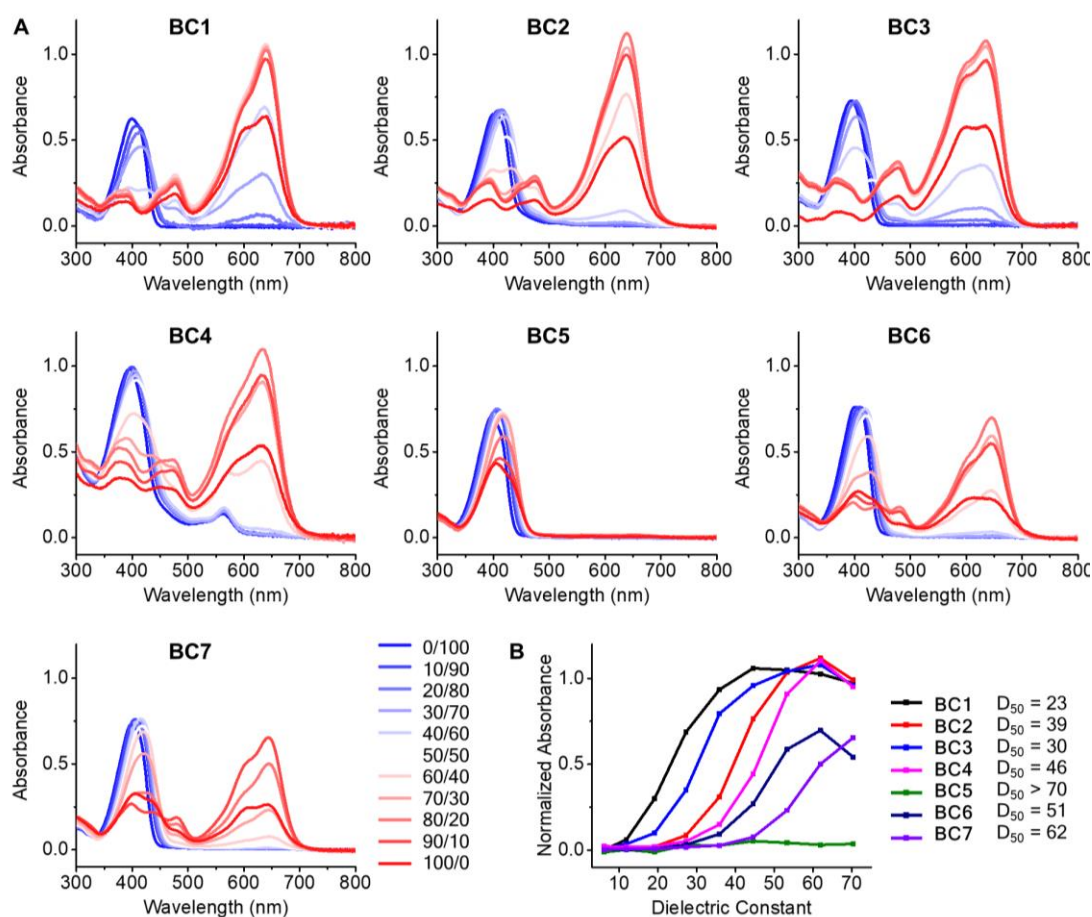 A
BC1
Absorbance
1.0
0.5
0.0
300 400 500 600 700 800
Wavelength (nm)
BC2
Absorbance
1.0
0.5
0.0
300 400 500 600 700 800
Wavelength (nm)
BC3
Absorbance
1.0
0.5
0.0
300 400 500 600 700 800
Wavelength (nm)
BC4
Absorbance
1.0
0.5
0.0
300 400 500 600 700 800
Wavelength (nm)
BC5
Absorbance
1.0
0.5
0.0
300 400 500 600 700 800
Wavelength (nm)
BC6
Absorbance
1.0
0.5
0.0
300 400 500 600 700 800
Wavelength (nm)
BC7
Absorbance
1.0
0.5
0.0
300 400 500 600 700 800
Wavelength (nm)
0/100
10/90
20/80
30/70
40/60
50/50
60/40
70/30
80/20
90/10
100/0
B
Normalized Absorbance
1.0
0.5
0.0
10 20 30 40 50 60 70
Dielectric Constant
BC1 D₅₀ = 23
BC2 D₅₀ = 39
BC3 D₅₀ = 30
BC4 D₅₀ = 46
BC5 D₅₀ > 70
BC6 D₅₀ = 51
BC7 D₅₀ = 62